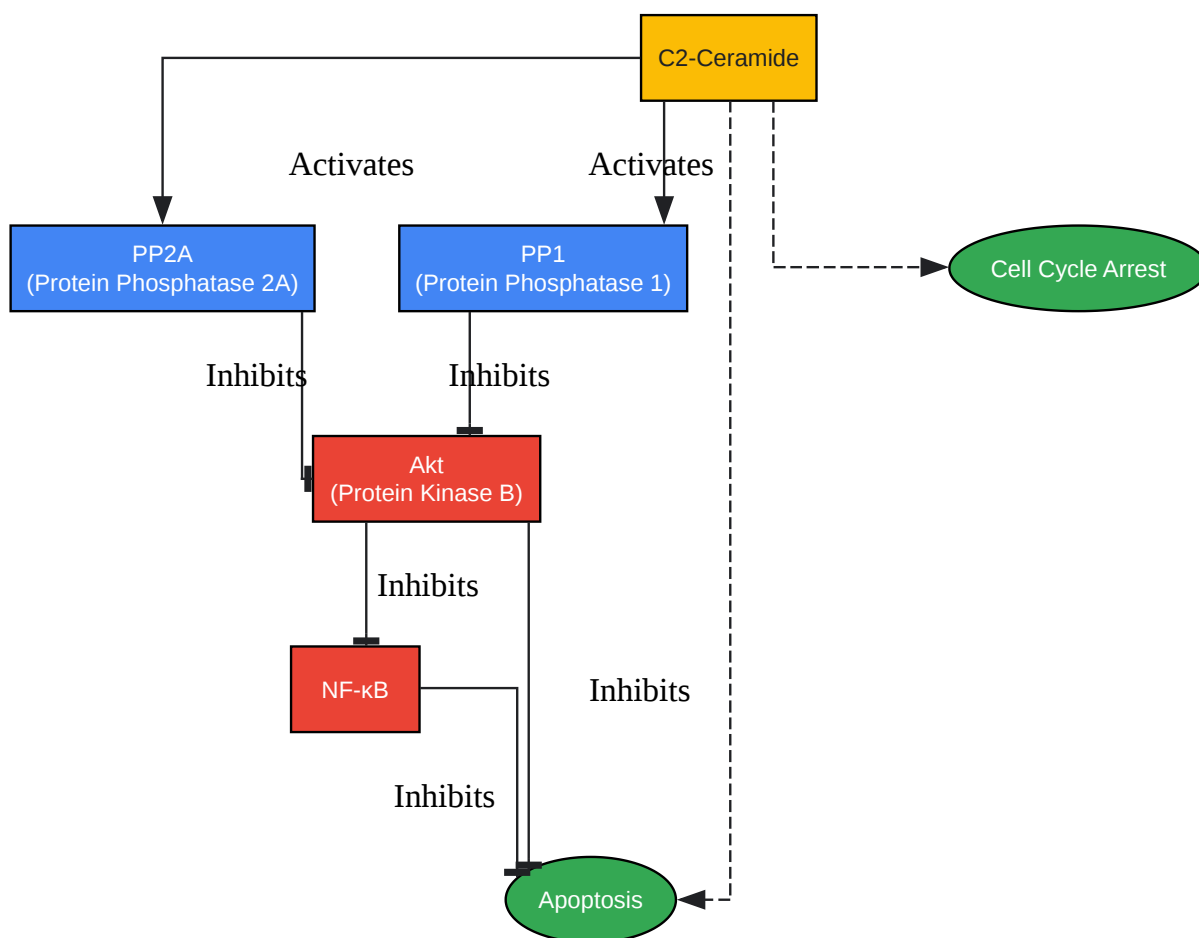 C2-Ceramide
Activates
Activates
PP2A
(Protein Phosphatase 2A)
PP1
(Protein Phosphatase 1)
Cell Cycle Arrest
Inhibits
Inhibits
Akt
(Protein Kinase B)
Inhibits
NF-κB
Inhibits
Inhibits
Apoptosis